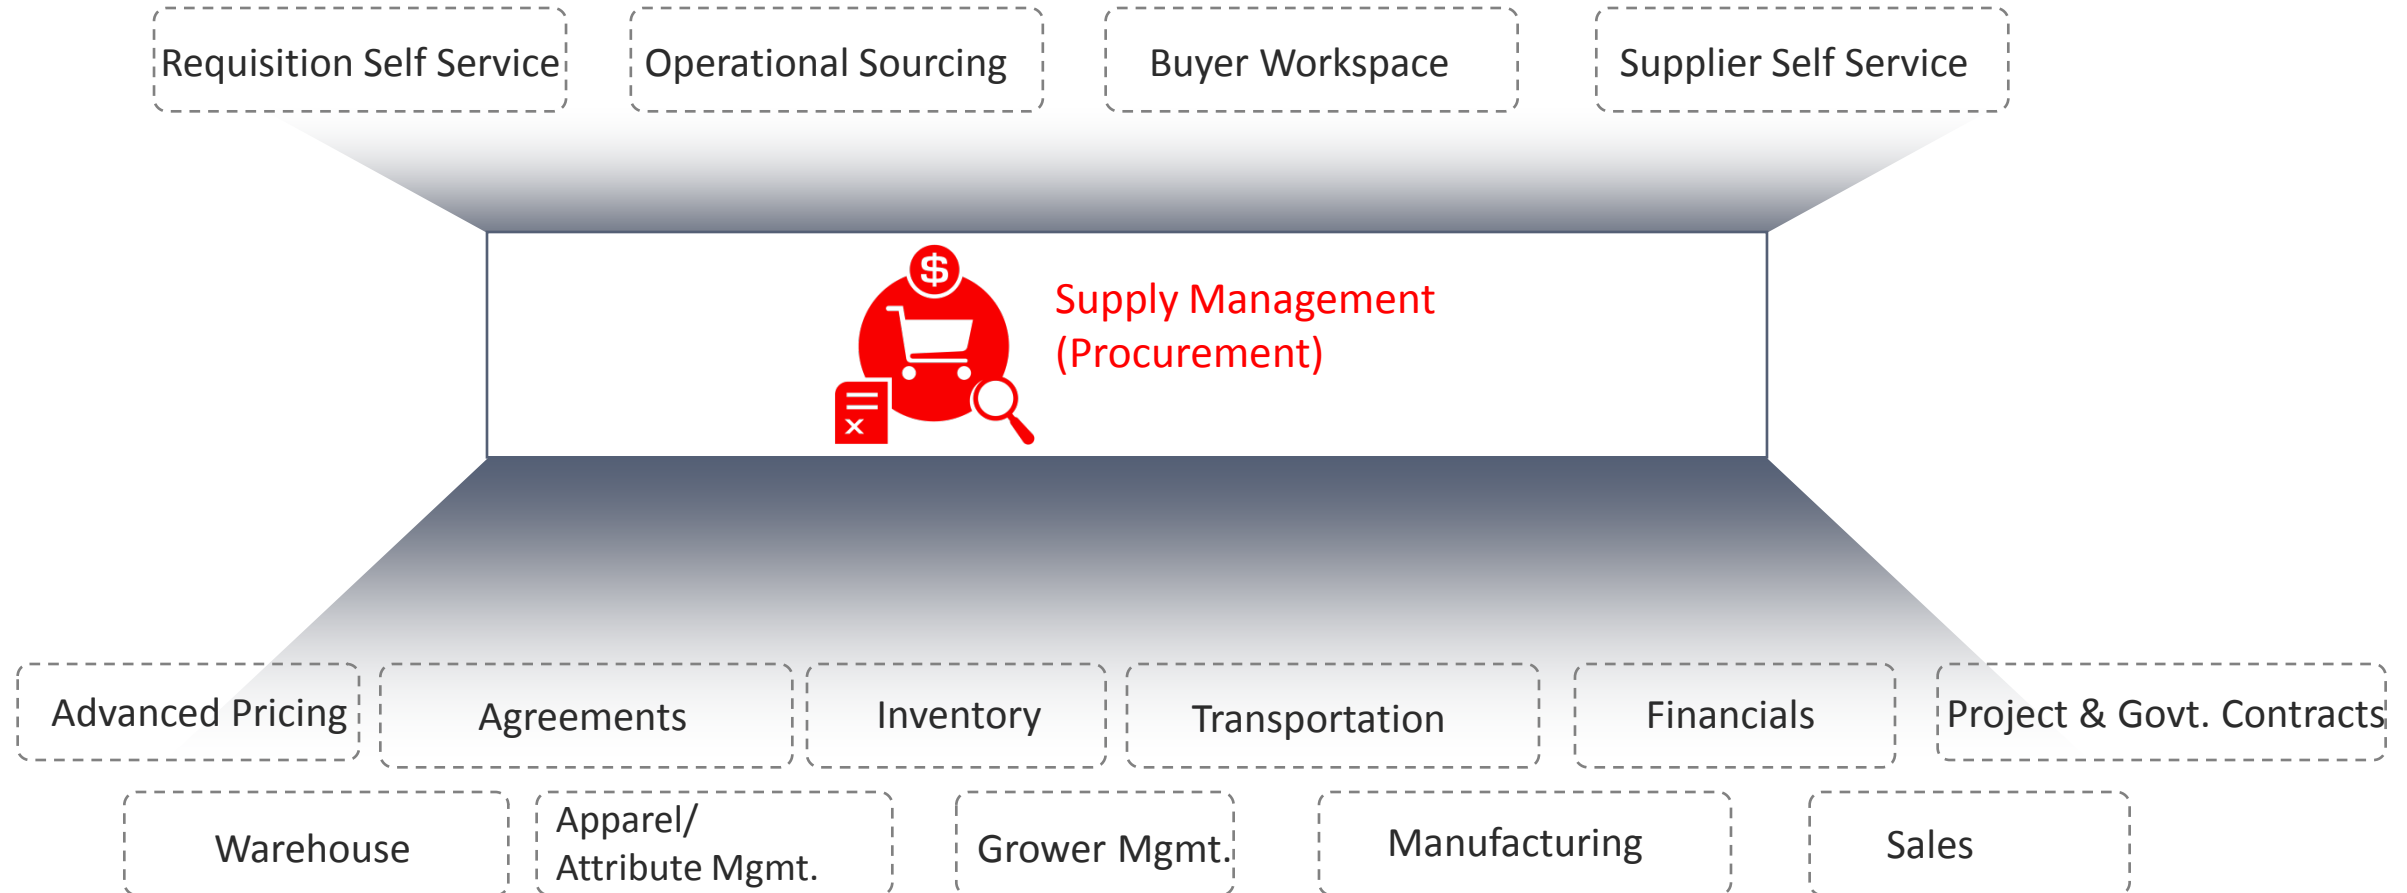 Requisition Self Service
Operational Sourcing
Buyer Workspace
Supplier Self Service
$
Supply Management
(Procurement)
x
Advanced Pricing
Agreements
Inventory
Transportation
Financials
Project & Govt. Contracts
Warehouse
Apparel/
Attribute Mgmt.
Grower Mgmt.
Manufacturing
Sales